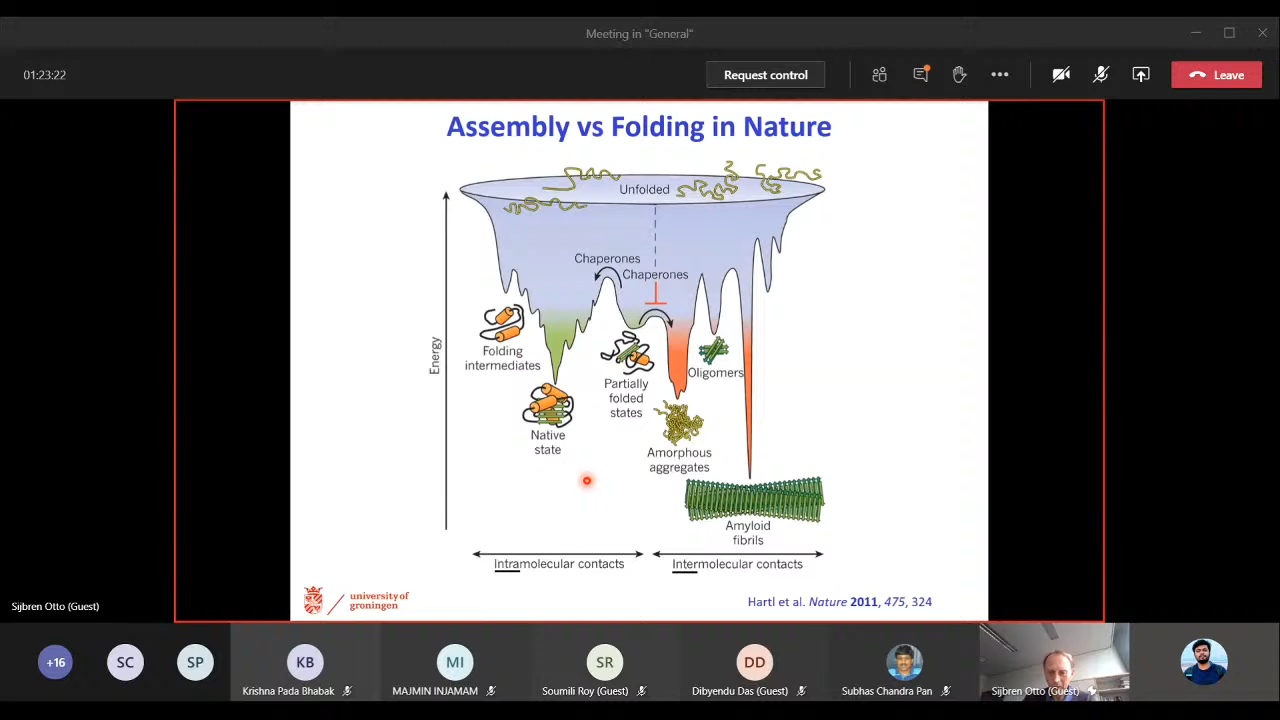 Meeting in "General"
01:23:22
Request control
Leave
Assembly vs Folding in Nature
Unfolded
Chaperones
Chaperones
Energy
Folding
intermediates
Native
state
Partially
folded
states
Oligomers
Amorphous
aggregates
Amyloid
fibrils
Intramolecular contacts
Intermolecular contacts
university of
groningen
Hartl et al. Nature 2011, 475, 324
Sijbren Otto (Guest)
+16
SC
SP
KB
Krishna Pada Bhabak
MI
MAJMIN INJAMAM
SR
Soumili Roy (Guest)
DD
Dibyendu Das (Guest)
Subhas Chandra Pan
Sijbren Otto (Guest)